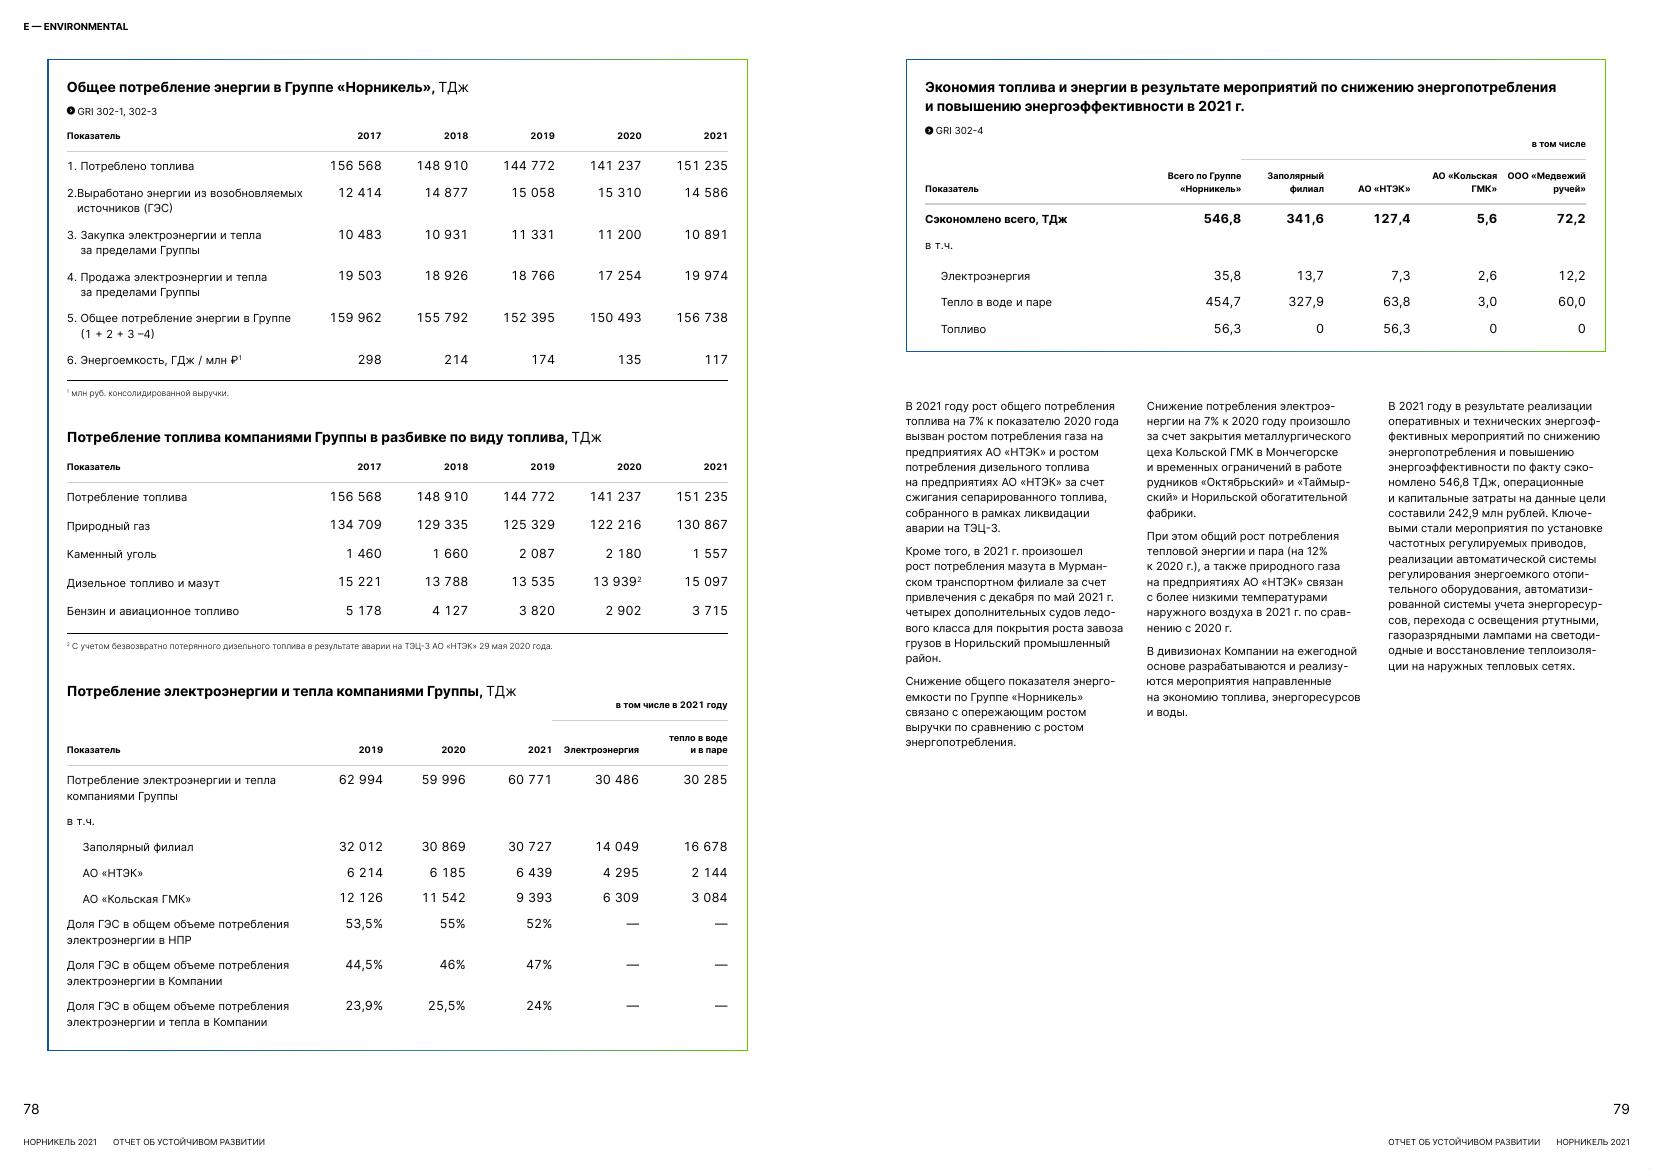 E — ENVIRONMENTAL
Общее потребление энергии в Группе «Норникель», ТДж
GRI 302-1, 302-3
Показатель 2017 2018 2019 2020 2021
1. Потреблено топлива 156 568 148 910 144 772 141 237 151 235
2.Выработано энергии из возобновляемых 12 414 14 877 15 058 15 310 14 586
источников (ГЭС)
3. Закупка электроэнергии и тепла 10 483 10 931 11 331 11 200 10 891
за пределами Группы
4. Продажа электроэнергии и тепла 19 503 18 926 18 766 17 254 19 974
за пределами Группы
5. Общее потребление энергии в Группе 159 962 155 792 152 395 150 493 156 738
(1 + 2 + 3 –4)
6. Энергоемкость, ГДж / млн ₽¹ 298 214 174 135 117
¹ млн руб. консолидированной выручки.
Потребление топлива компаниями Группы в разбивке по виду топлива, ТДж
Показатель 2017 2018 2019 2020 2021
Потребление топлива 156 568 148 910 144 772 141 237 151 235
Природный газ 134 709 129 335 125 329 122 216 130 867
Каменный уголь 1 460 1 660 2 087 2 180 1 557
Дизельное топливо и мазут 15 221 13 788 13 535 13 939² 15 097
Бензин и авиационное топливо 5 178 4 127 3 820 2 902 3 715
² С учетом безвозвратно потерянного дизельного топлива в результате аварии на ТЭЦ-3 АО «НТЭК» 29 мая 2020 года.
Потребление электроэнергии и тепла компаниями Группы, ТДж
в том числе в 2021 году
тепло в воде
Показатель 2019 2020 2021 Электроэнергия и в паре
Потребление электроэнергии и тепла 62 994 59 996 60 771 30 486 30 285
компаниями Группы
в т.ч.
Заполярный филиал 32 012 30 869 30 727 14 049 16 678
АО «НТЭК» 6 214 6 185 6 439 4 295 2 144
АО «Кольская ГМК» 12 126 11 542 9 393 6 309 3 084
Доля ГЭС в общем объеме потребления 53,5% 55% 52% — —
электроэнергии в НПР
Доля ГЭС в общем объеме потребления 44,5% 46% 47% — —
электроэнергии в Компании
Доля ГЭС в общем объеме потребления 23,9% 25,5% 24% — —
электроэнергии и тепла в Компании
78
НОРНИКЕЛЬ 2021 ОТЧЕТ ОБ УСТОЙЧИВОМ РАЗВИТИИ
Экономия топлива и энергии в результате мероприятий по снижению энергопотребления
и повышению энергоэффективности в 2021 г.
GRI 302-4
в том числе
Всего по Группе Заполярный АО «Кольская ООО «Медвежий
Показатель «Норникель» филиал АО «НТЭК» ГМК» ручей»
Сэкономлено всего, ТДж 546,8 341,6 127,4 5,6 72,2
в т.ч.
Электроэнергия 35,8 13,7 7,3 2,6 12,2
Тепло в воде и паре 454,7 327,9 63,8 3,0 60,0
Топливо 56,3 0 56,3 0 0
В 2021 году рост общего потребления
топлива на 7% к показателю 2020 года
вызван ростом потребления газа на
предприятиях АО «НТЭК» и ростом
потребления дизельного топлива
на предприятиях АО «НТЭК» за счет
сжигания сепарированного топлива,
собранного в рамках ликвидации
аварии на ТЭЦ-3.
Кроме того, в 2021 г. произошел
рост потребления мазута в Мурман-
ском транспортном филиале за счет
привлечения с декабря по май 2021 г.
четырех дополнительных судов ледо-
вого класса для покрытия роста завоза
грузов в Норильский промышленный
район.
Снижение общего показателя энерго-
емкости по Группе «Норникель»
связано с опережающим ростом
выручки по сравнению с ростом
энергопотребления.
Снижение потребления электроэ-
нергии на 7% к 2020 году произошло
за счет закрытия металлургического
цеха Кольской ГМК в Мончегорске
и временных ограничений в работе
рудников «Октябрьский» и «Таймыр-
ский» и Норильской обогатительной
фабрики.
При этом общий рост потребления
тепловой энергии и пара (на 12%
к 2020 г.), а также природного газа
на предприятиях АО «НТЭК» связан
с более низкими температурами
наружного воздуха в 2021 г. по срав-
нению с 2020 г.
В дивизионах Компании на ежегодной
основе разрабатываются и реализу-
ются мероприятия направленные
на экономию топлива, энергоресурсов
и воды.
В 2021 году в результате реализации
оперативных и технических энергоэф-
фективных мероприятий по снижению
энергопотребления и повышению
энергоэффективности по факту сэко-
номлено 546,8 ТДж, операционные
и капитальные затраты на данные цели
составили 242,9 млн рублей. Ключе-
выми стали мероприятия по установке
частотных регулируемых приводов,
реализации автоматической системы
регулирования энергоемкого отопи-
тельного оборудования, автоматизи-
рованной системы учета энергоресур-
сов, перехода с освещения ртутными,
газоразрядными лампами на светоди-
одные и восстановление теплоизоля-
ции на наружных тепловых сетях.
79
ОТЧЕТ ОБ УСТОЙЧИВОМ РАЗВИТИИ НОРНИКЕЛЬ 2021